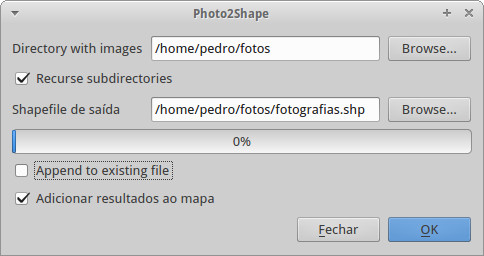 Photo2Shape
Directory with images /home/pedro/fotos Browse...
Recurse subdirectories
Shapefile de saída /home/pedro/fotos/fotografias.shp Browse...
0%
Append to existing file
Adicionar resultados ao mapa
Fechar OK